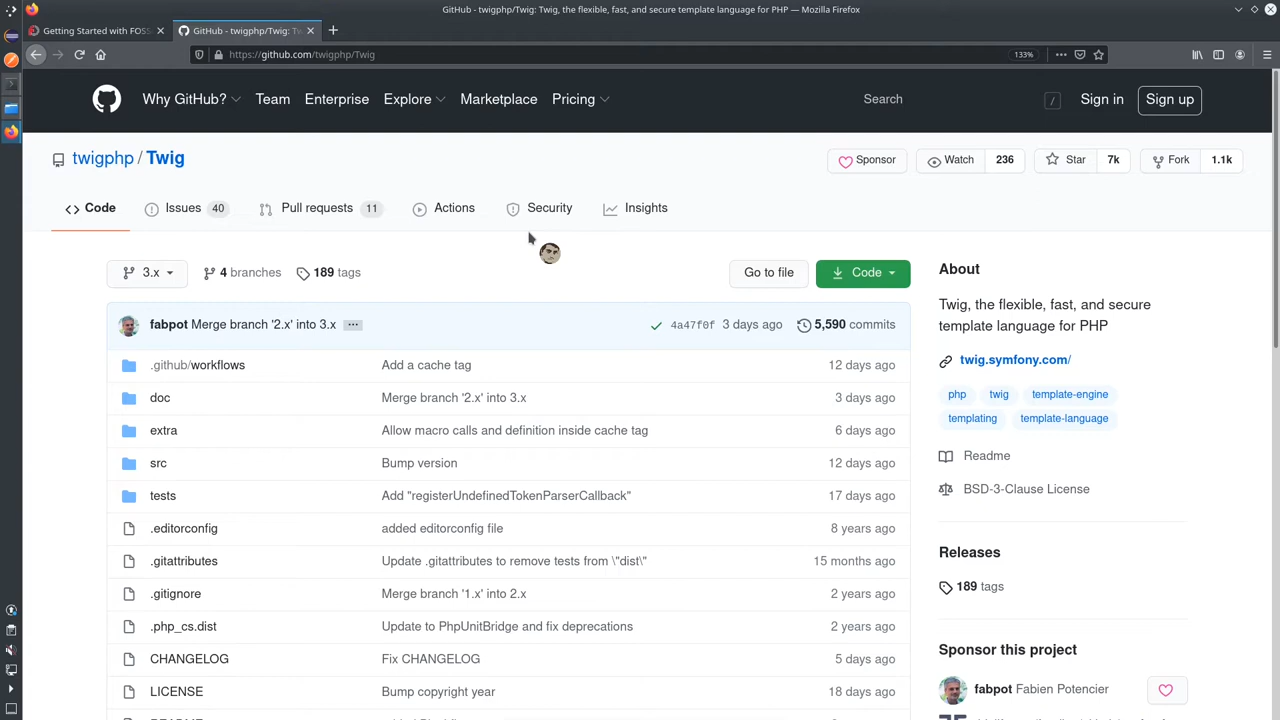 GitHub - twigphp/Twig: Twig, the flexible, fast, and secure template language for PHP — Mozilla Firefox
Getting Started with FOSS
GitHub - twigphp/Twig: Tw
https://github.com/twigphp/Twig
133%
Why GitHub?
Team
Enterprise
Explore
Marketplace
Pricing
Search
/
Sign in
Sign up
twigphp / Twig
Sponsor
Watch 236
Star 7k
Fork 1.1k
Code
Issues 40
Pull requests 11
Actions
Security
Insights
3.x
4 branches
189 tags
Go to file
Code
fabpot Merge branch '2.x' into 3.x ...
4a47f0f 3 days ago
5,590 commits
.github/workflows Add a cache tag 12 days ago
doc Merge branch '2.x' into 3.x 3 days ago
extra Allow macro calls and definition inside cache tag 6 days ago
src Bump version 12 days ago
tests Add "registerUndefinedTokenParserCallback" 17 days ago
.editorconfig added editorconfig file 8 years ago
.gitattributes Update .gitattributes to remove tests from \"dist\" 15 months ago
.gitignore Merge branch '1.x' into 2.x 2 years ago
.php_cs.dist Update to PhpUnitBridge and fix deprecations 2 years ago
CHANGELOG Fix CHANGELOG 5 days ago
LICENSE Bump copyright year 18 days ago
About
Twig, the flexible, fast, and secure
template language for PHP
twig.symfony.com/
php twig template-engine
templating template-language
Readme
BSD-3-Clause License
Releases
189 tags
Sponsor this project
fabpot Fabien Potencier